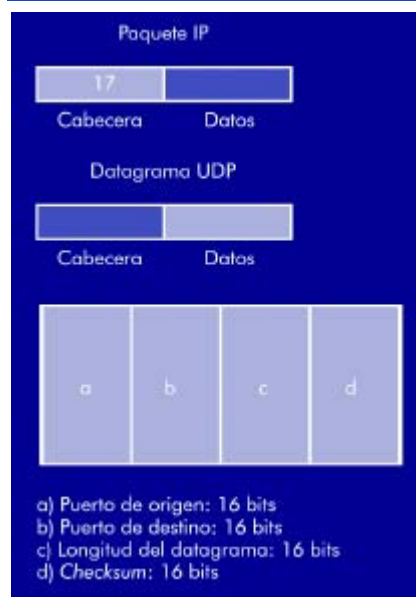 Paquete IP
17
Cabecera Datos
Datagrama UDP
Cabecera Datos
a b c d
a) Puerto de origen: 16 bits
b) Puerto de destino: 16 bits
c) Longitud del datagrama: 16 bits
d) Checksum: 16 bits